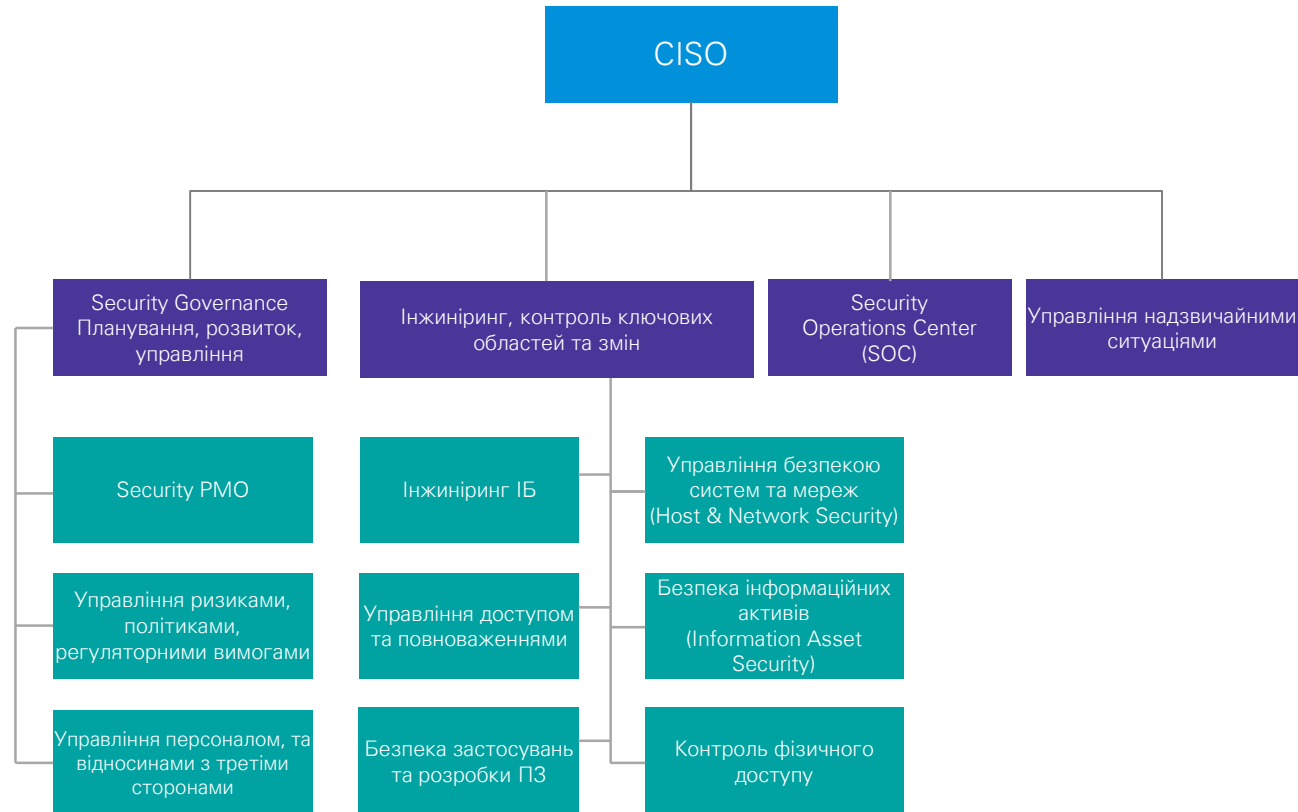 CISO
Security Governance
Планування, розвиток,
управління
Інжиніринг, контроль ключових
областей та змін
Security
Operations Center
(SOC)
Управління надзвичайними
ситуаціями
Security PMO
Інжиніринг ІБ
Управління безпекою
систем та мереж
(Host & Network Security)
Управління ризиками,
політиками,
регуляторними вимогами
Управління доступом
та повноваженнями
Безпека інформаційних
активів
(Information Asset
Security)
Управління персоналом, та
відносинами з третіми
сторонами
Безпека застосувань
та розробки ПЗ
Контроль фізичного
доступу